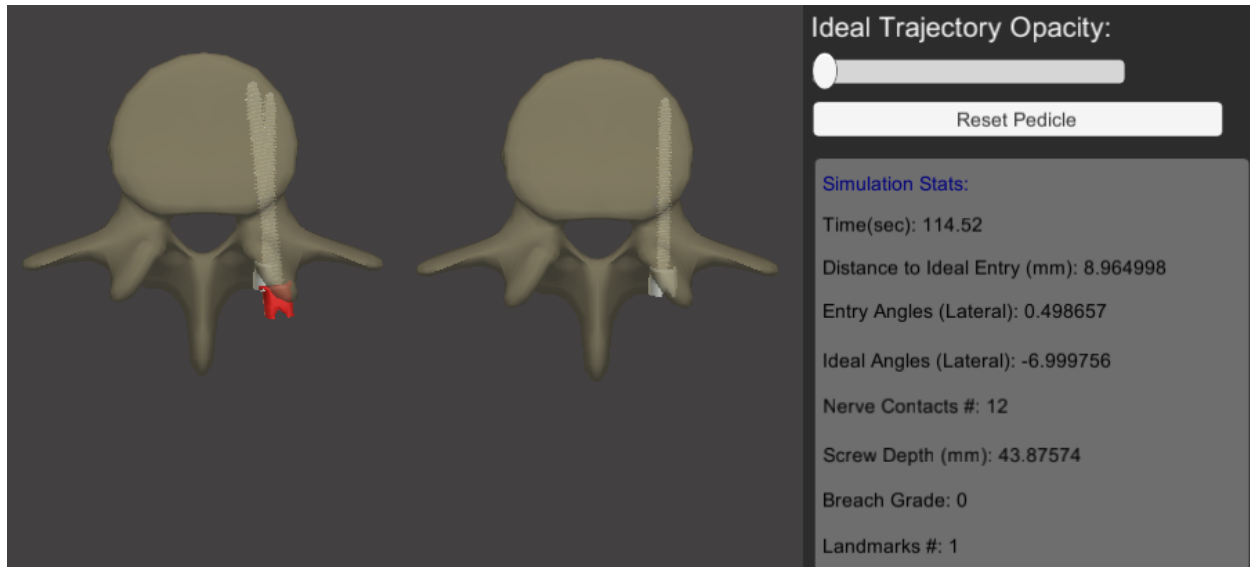 Ideal Trajectory Opacity:
Reset Pedicle
Simulation Stats:
Time(sec): 114.52
Distance to Ideal Entry (mm): 8.964998
Entry Angles (Lateral): 0.498657
Ideal Angles (Lateral): -6.999756
Nerve Contacts #: 12
Screw Depth (mm): 43.87574
Breach Grade: 0
Landmarks #: 1